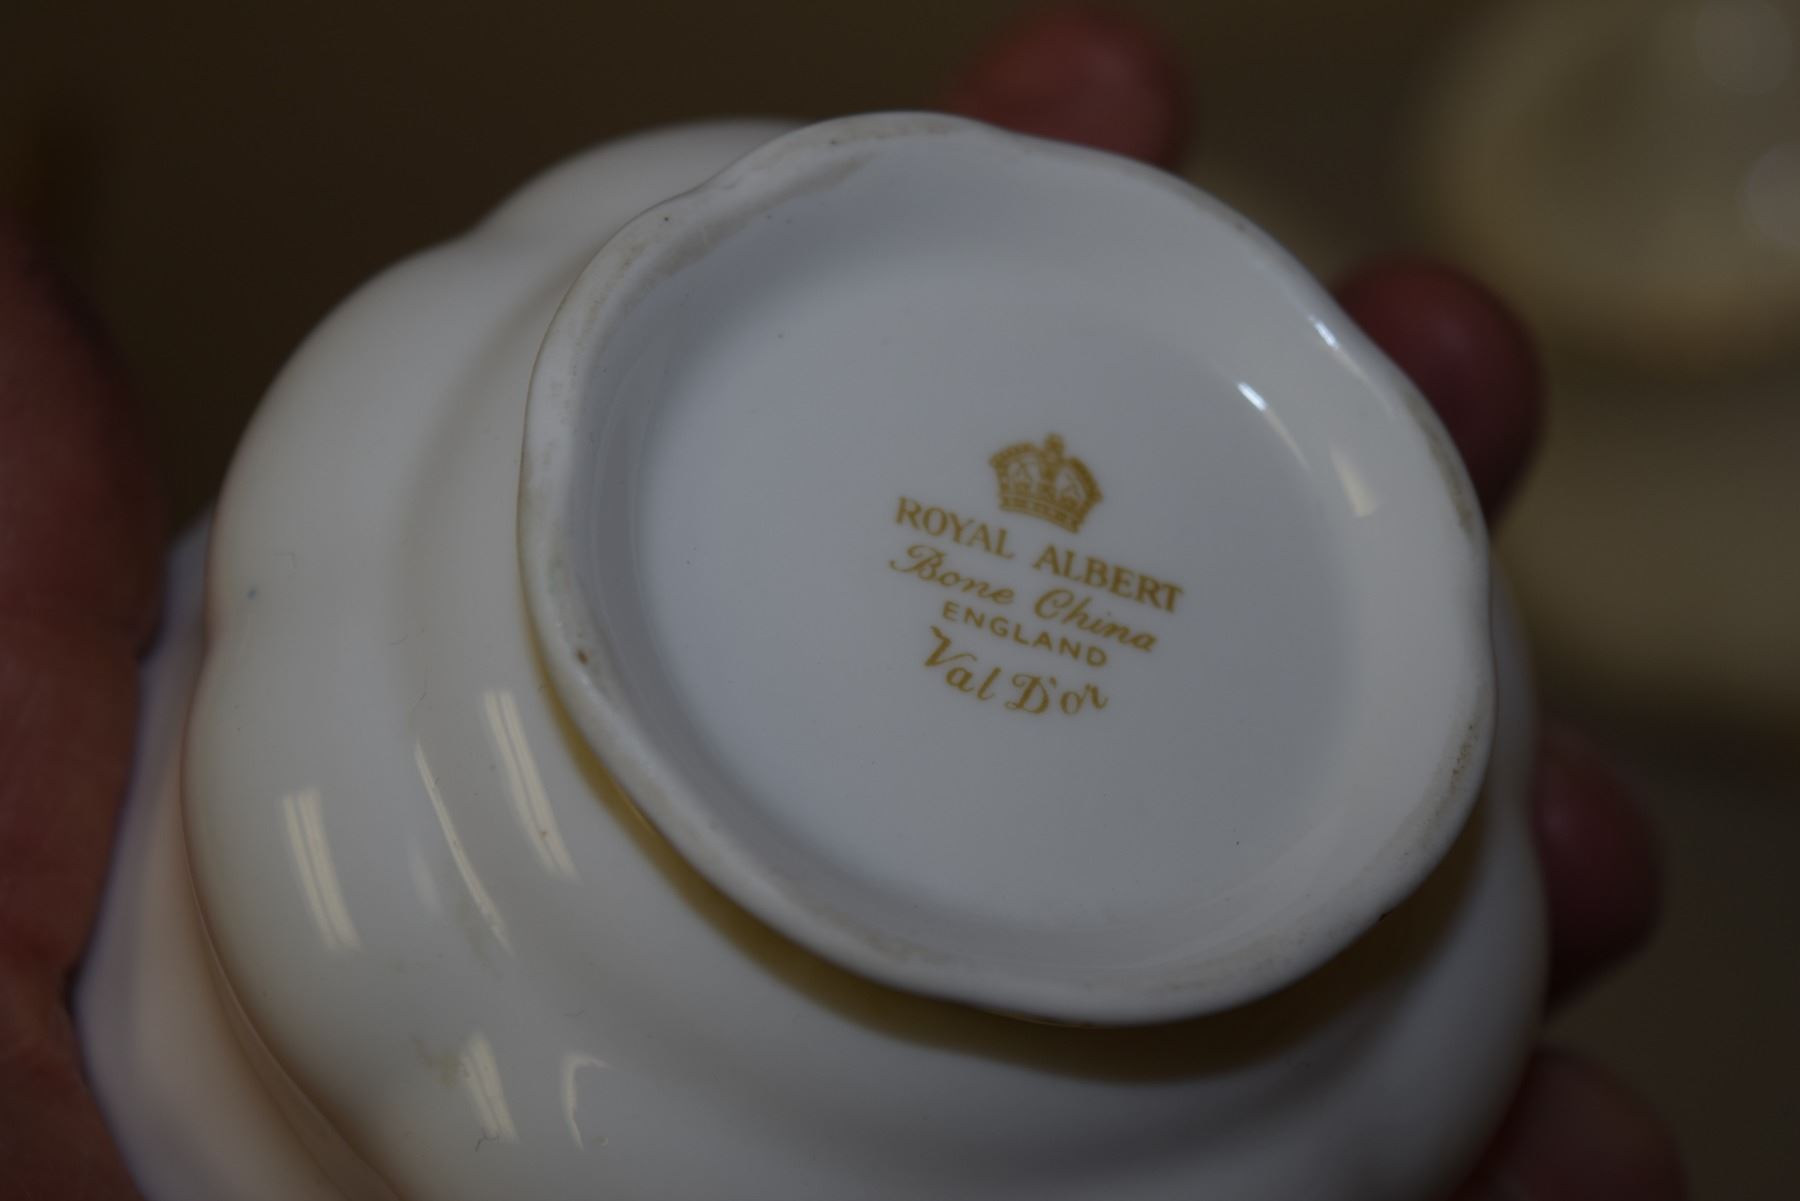 ROYAL ALBERT
Bone China
ENGLAND
Val D'or